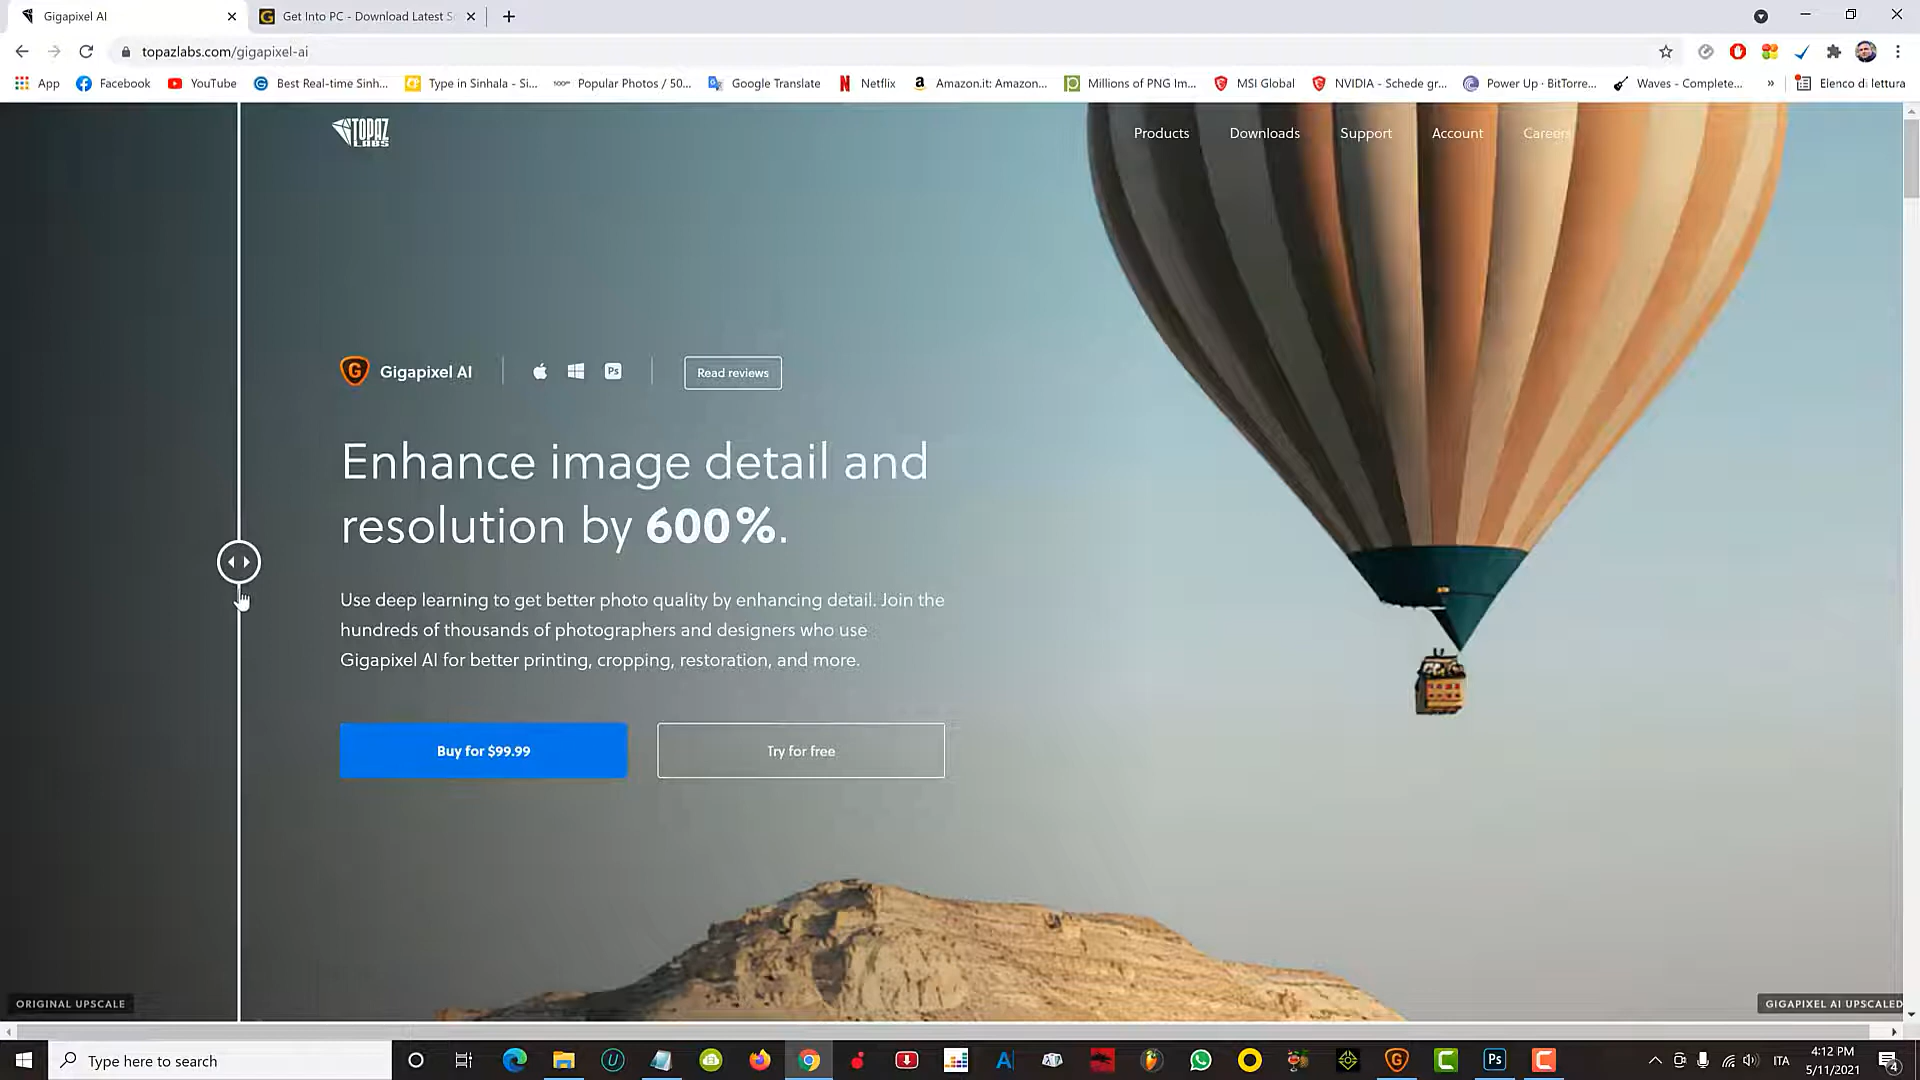 Gigapixel AI
Get Into PC - Download Latest
topazlabs.com/gigapixel-ai
App Facebook YouTube Best Real-time Sinh... Type in Sinhala - Si... Popular Photos / 50... Google Translate Netflix Amazon.it: Amazon... Millions of PNG Im... MSI Global NVIDIA - Schede gr... Power Up · BitTorre... Waves - Complete... » Elenco di lettura
TOPAZ
LABS
Products Downloads Support Account Careers
G Gigapixel AI Ps Read reviews
Enhance image detail and
resolution by 600%.
Use deep learning to get better photo quality by enhancing detail. Join the
hundreds of thousands of photographers and designers who use
Gigapixel AI for better printing, cropping, restoration, and more.
Buy for $99.99 Try for free
ORIGINAL UPSCALE GIGAPIXEL AI UPSCALED
Type here to search
Ps
ITA
4:12 PM
5/11/2021
4